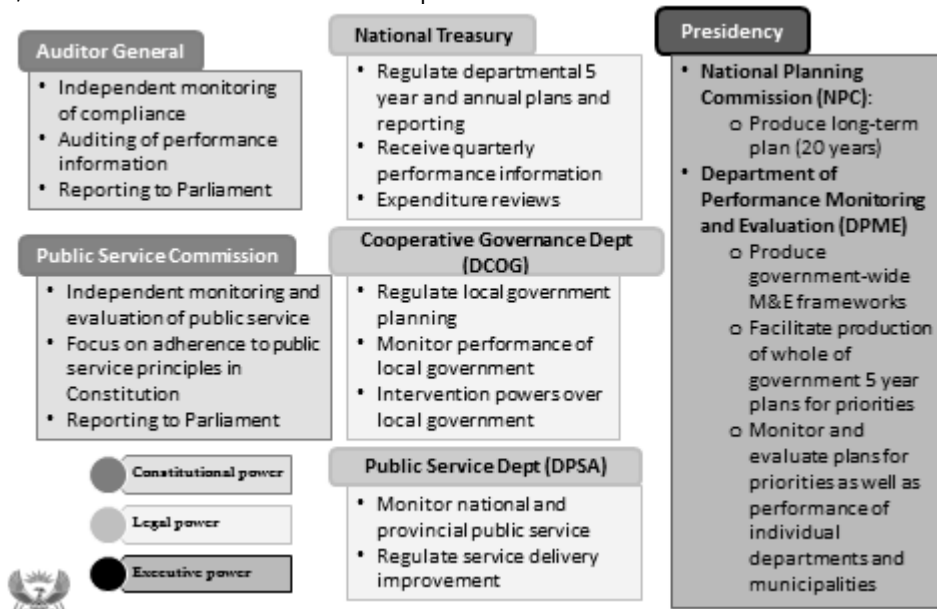 Auditor General
• Independent monitoring
of compliance
• Auditing of performance
information
• Reporting to Parliament
Public Service Commission
• Independent monitoring and
evaluation of public service
• Focus on adherence to public
service principles in
Constitution
• Reporting to Parliament
Constitutional power
Legal power
Executive power
National Treasury
• Regulate departmental 5
year and annual plans and
reporting
• Receive quarterly
performance information
• Expenditure reviews
Cooperative Governance Dept
(DCOG)
• Regulate local government
planning
• Monitor performance of
local government
• Intervention powers over
local government
Public Service Dept (DPSA)
• Monitor national and
provincial public service
• Regulate service delivery
improvement
Presidency
• National Planning
Commission (NPC):
o Produce long-term
plan (20 years)
• Department of
Performance Monitoring
and Evaluation (DPME)
o Produce
government-wide
M&E frameworks
o Facilitate production
of whole of
government 5 year
plans for priorities
o Monitor and
evaluate plans for
priorities as well as
performance of
individual
departments and
municipalities